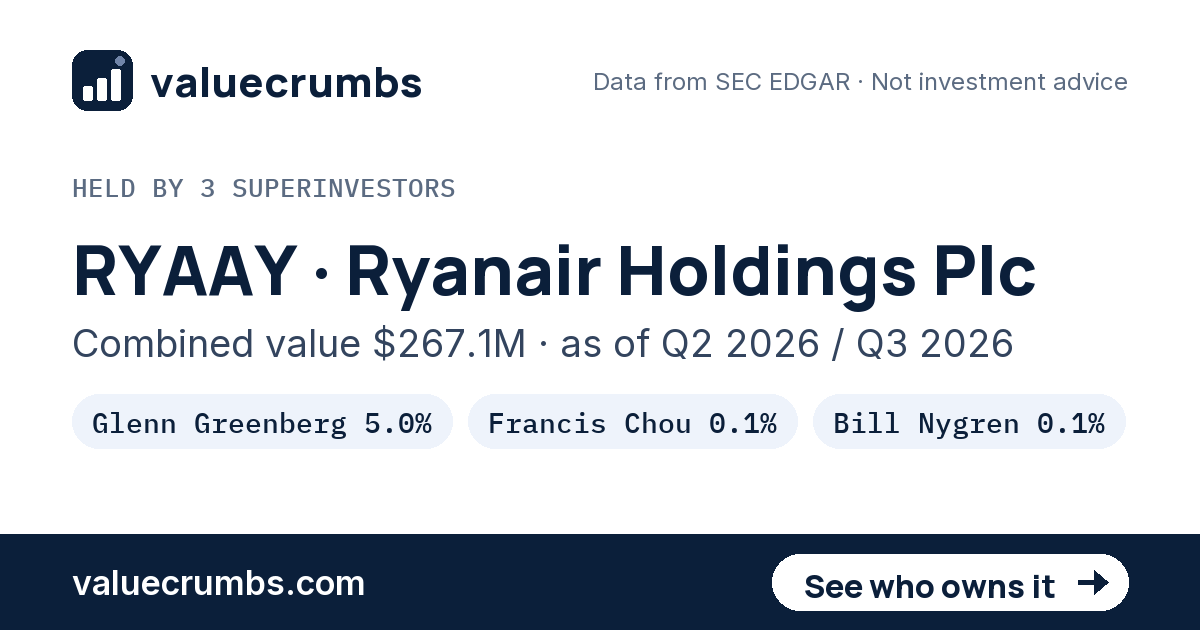 valuecrumbs
Data from SEC EDGAR · Not investment advice
HELD BY 3 SUPERINVESTORS
RYAAY · Ryanair Holdings Plc
Combined value $267.1M · as of Q2 2026 / Q3 2026
Glenn Greenberg 5.0%
Francis Chou 0.1%
Bill Nygren 0.1%
valuecrumbs.com
See who owns it →